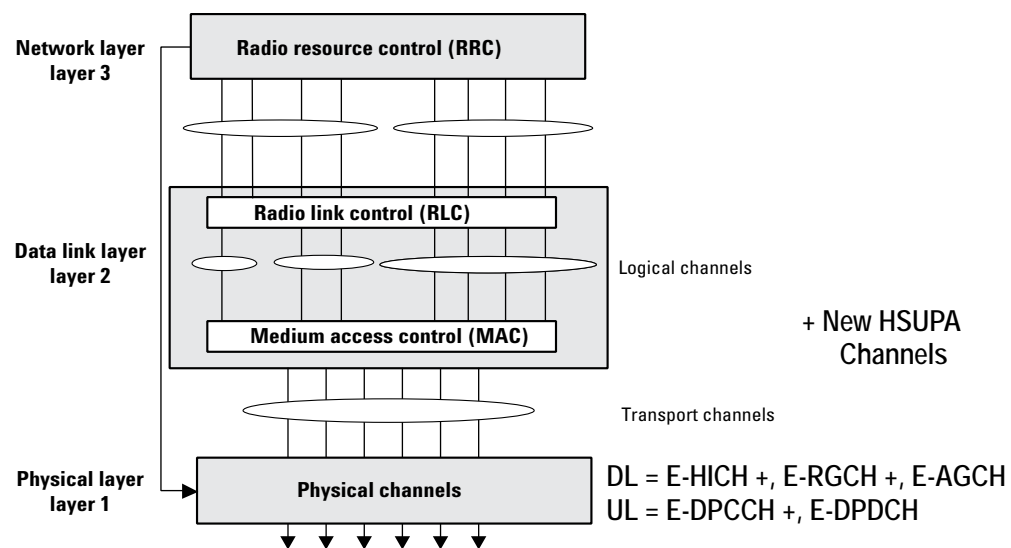 Network layer
layer 3
Radio resource control (RRC)
Radio link control (RLC)
Data link layer
layer 2
Logical channels
+ New HSUPA
Channels
Medium access control (MAC)
Transport channels
Physical layer
layer 1
Physical channels
DL = E-HICH +, E-RGCH +, E-AGCH
UL = E-DPCCH +, E-DPDCH